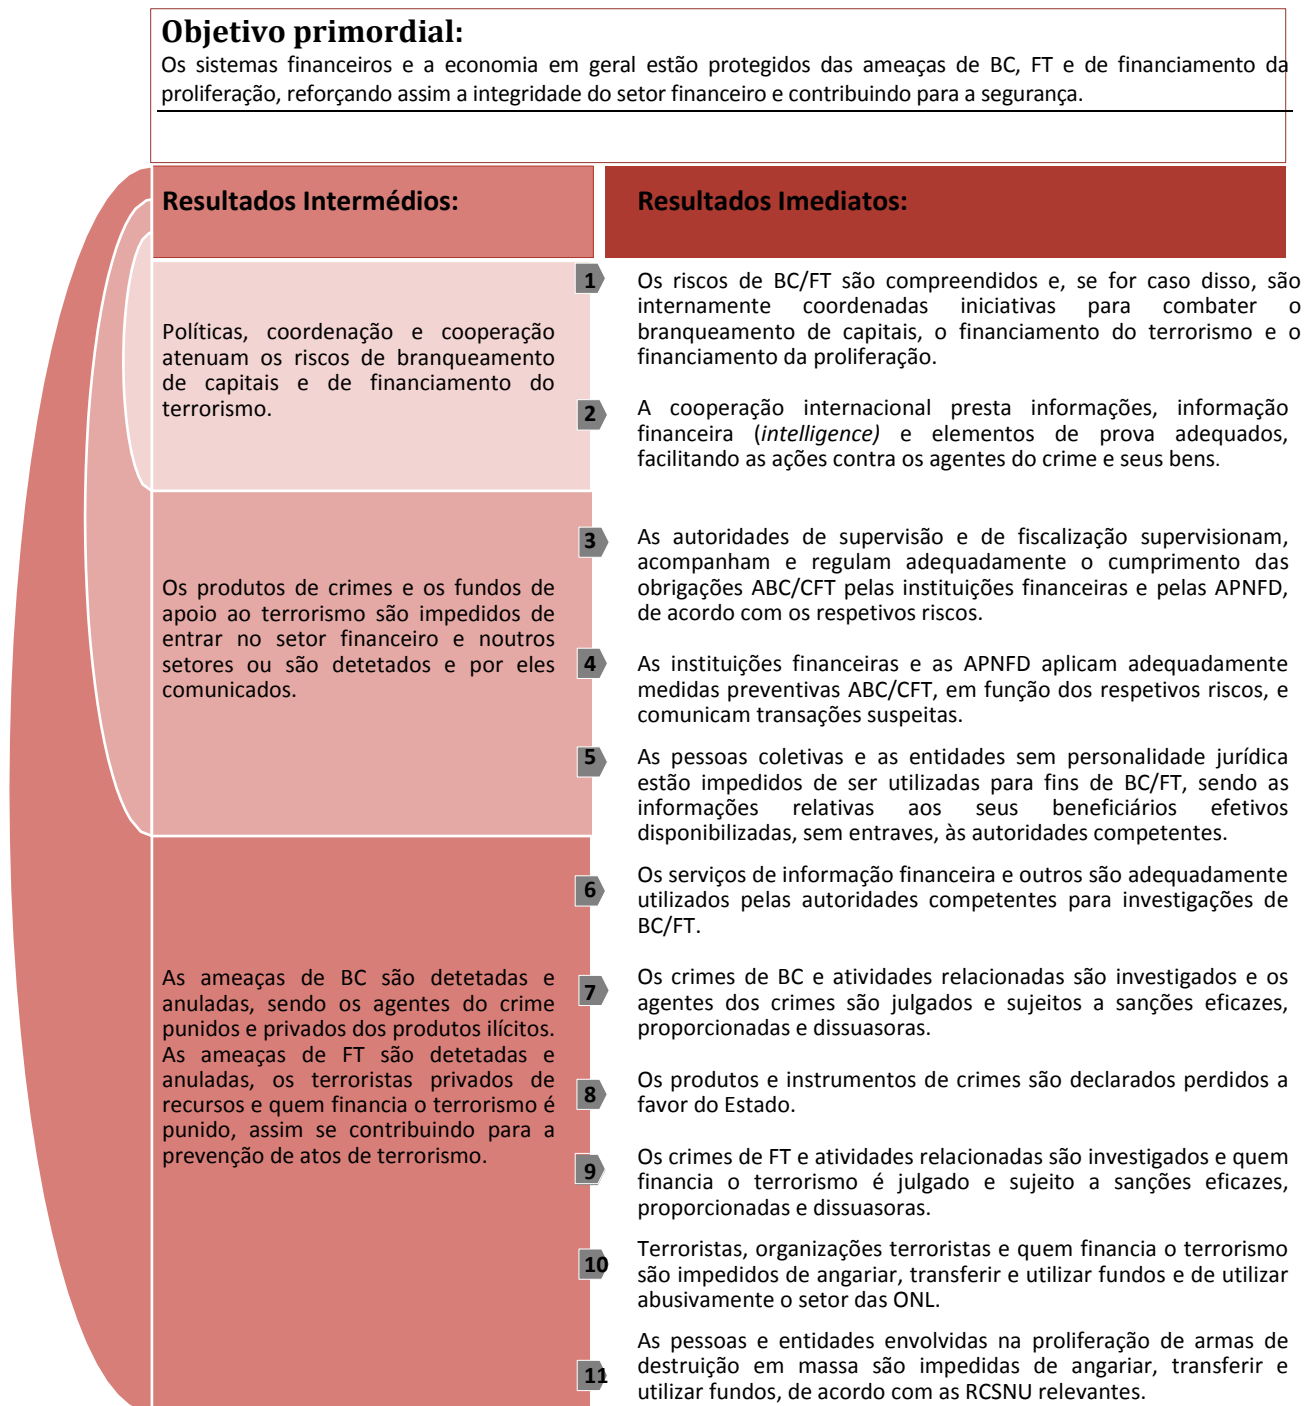 Objetivo primordial:
Os sistemas financeiros e a economia em geral estão protegidos das ameaças de BC, FT e de financiamento da
proliferação, reforçando assim a integridade do setor financeiro e contribuindo para a segurança.
Resultados Intermédios:
Resultados Imediatos:
Políticas, coordenação e cooperação
atenuam os riscos de branqueamento
de capitais e de financiamento do
terrorismo.
1
Os riscos de BC/FT são compreendidos e, se for caso disso, são
internamente coordenadas iniciativas para combater o
branqueamento de capitais, o financiamento do terrorismo e o
financiamento da proliferação.
2
A cooperação internacional presta informações, informação
financeira (intelligence) e elementos de prova adequados,
facilitando as ações contra os agentes do crime e seus bens.
Os produtos de crimes e os fundos de
apoio ao terrorismo são impedidos de
entrar no setor financeiro e noutros
setores ou são detetados e por eles
comunicados.
3
As autoridades de supervisão e de fiscalização supervisionam,
acompanham e regulam adequadamente o cumprimento das
obrigações ABC/CFT pelas instituições financeiras e pelas APNFD,
de acordo com os respetivos riscos.
4
As instituições financeiras e as APNFD aplicam adequadamente
medidas preventivas ABC/CFT, em função dos respetivos riscos, e
comunicam transações suspeitas.
5
As pessoas coletivas e as entidades sem personalidade jurídica
estão impedidos de ser utilizadas para fins de BC/FT, sendo as
informações relativas aos seus beneficiários efetivos
disponibilizadas, sem entraves, às autoridades competentes.
As ameaças de BC são detetadas e
anuladas, sendo os agentes do crime
punidos e privados dos produtos ilícitos.
As ameaças de FT são detetadas e
anuladas, os terroristas privados de
recursos e quem financia o terrorismo é
punido, assim se contribuindo para a
prevenção de atos de terrorismo.
6
Os serviços de informação financeira e outros são adequadamente
utilizados pelas autoridades competentes para investigações de
BC/FT.
7
Os crimes de BC e atividades relacionadas são investigados e os
agentes dos crimes são julgados e sujeitos a sanções eficazes,
proporcionadas e dissuasoras.
8
Os produtos e instrumentos de crimes são declarados perdidos a
favor do Estado.
9
Os crimes de FT e atividades relacionadas são investigados e quem
financia o terrorismo é julgado e sujeito a sanções eficazes,
proporcionadas e dissuasoras.
10
Terroristas, organizações terroristas e quem financia o terrorismo
são impedidos de angariar, transferir e utilizar fundos e de utilizar
abusivamente o setor das ONL.
11
As pessoas e entidades envolvidas na proliferação de armas de
destruição em massa são impedidas de angariar, transferir e
utilizar fundos, de acordo com as RCSNU relevantes.